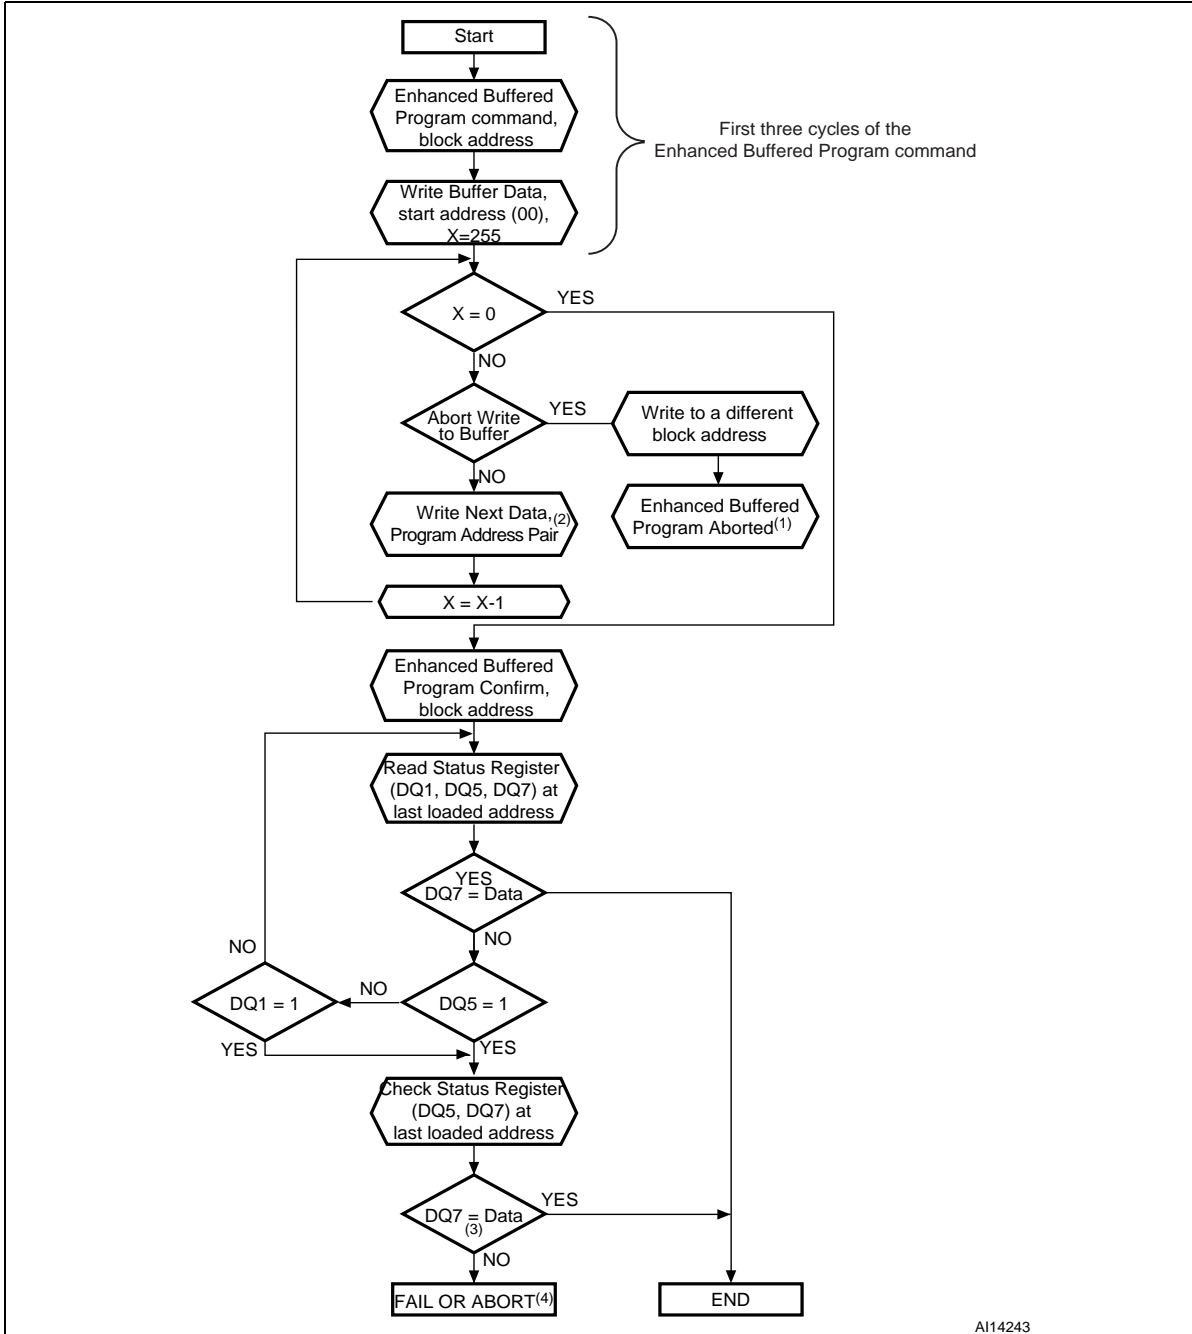 Start
Enhanced Buffered
Program command,
block address
First three cycles of the
Enhanced Buffered Program command
Write Buffer Data,
start address (00),
X=255
X = 0
YES
NO
Abort Write
to Buffer
YES
Write to a different
block address
NO
Write Next Data,(2)
Program Address Pair
Enhanced Buffered
Program Aborted(1)
X = X-1
Enhanced Buffered
Program Confirm,
block address
Read Status Register
(DQ1, DQ5, DQ7) at
last loaded address
YES
DQ7 = Data
NO
NO
DQ1 = 1
NO
DQ5 = 1
YES
YES
Check Status Register
(DQ5, DQ7) at
last loaded address
YES
DQ7 = Data
(3)
NO
FAIL OR ABORT(4)
END
AI14243